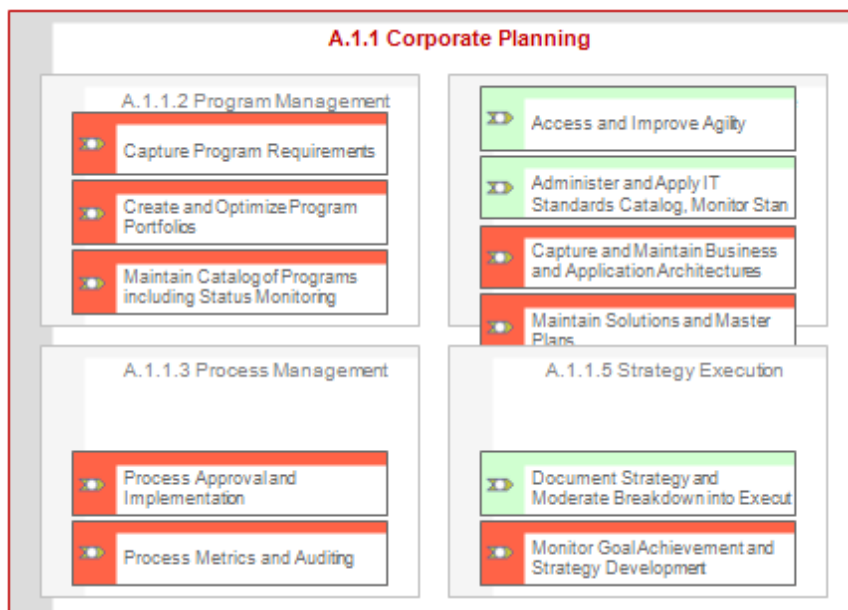 A.1.1 Corporate Planning
A.1.1.2 Program Management
Capture Program Requirements
Create and Optimize Program
Portfolios
Maintain Catalog of Programs
including Status Monitoring
Access and Improve Agility
Administer and Apply IT
Standards Catalog, Monitor Stan
Capture and Maintain Business
and Application Architectures
Maintain Solutions and Master
Plans
A.1.1.3 Process Management
Process Approval and
Implementation
Process Metrics and Auditing
A.1.1.5 Strategy Execution
Document Strategy and
Moderate Breakdown into Execut
Monitor Goal Achievement and
Strategy Development